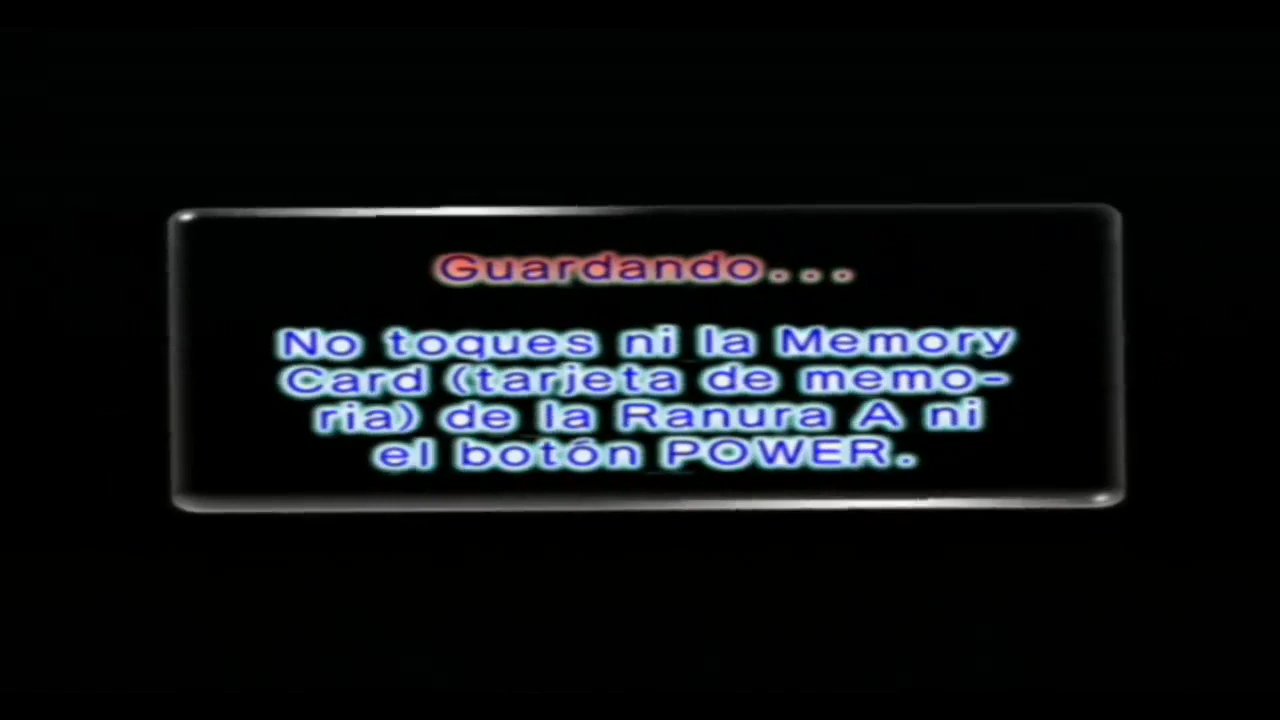 Guardando...
No toques ni la Memory
Card (tarjeta de memo-
ria) de la Ranura A ni
el botón POWER.